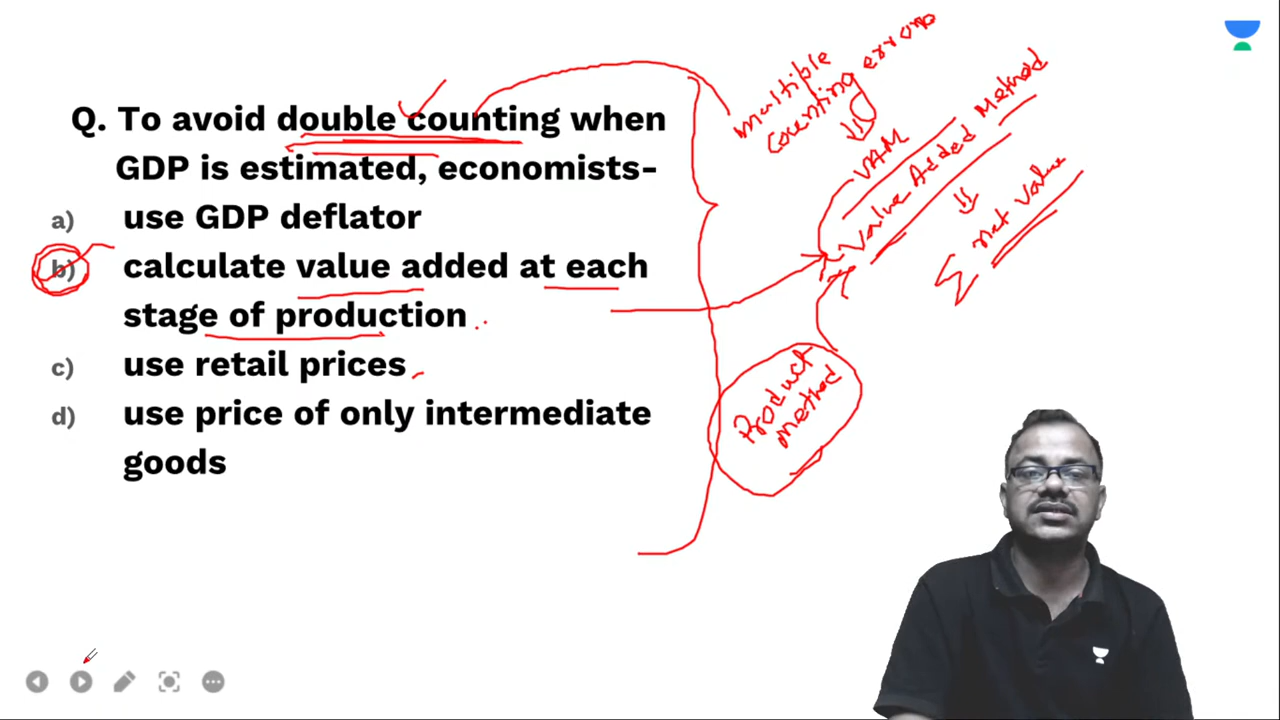 Q. To avoid double counting when
GDP is estimated, economists-
a) use GDP deflator
b) calculate value added at each
stage of production
c) use retail prices
d) use price of only intermediate
goods
multible
counting errors
VAM
Value Added Method
net value
Σ
Product
method